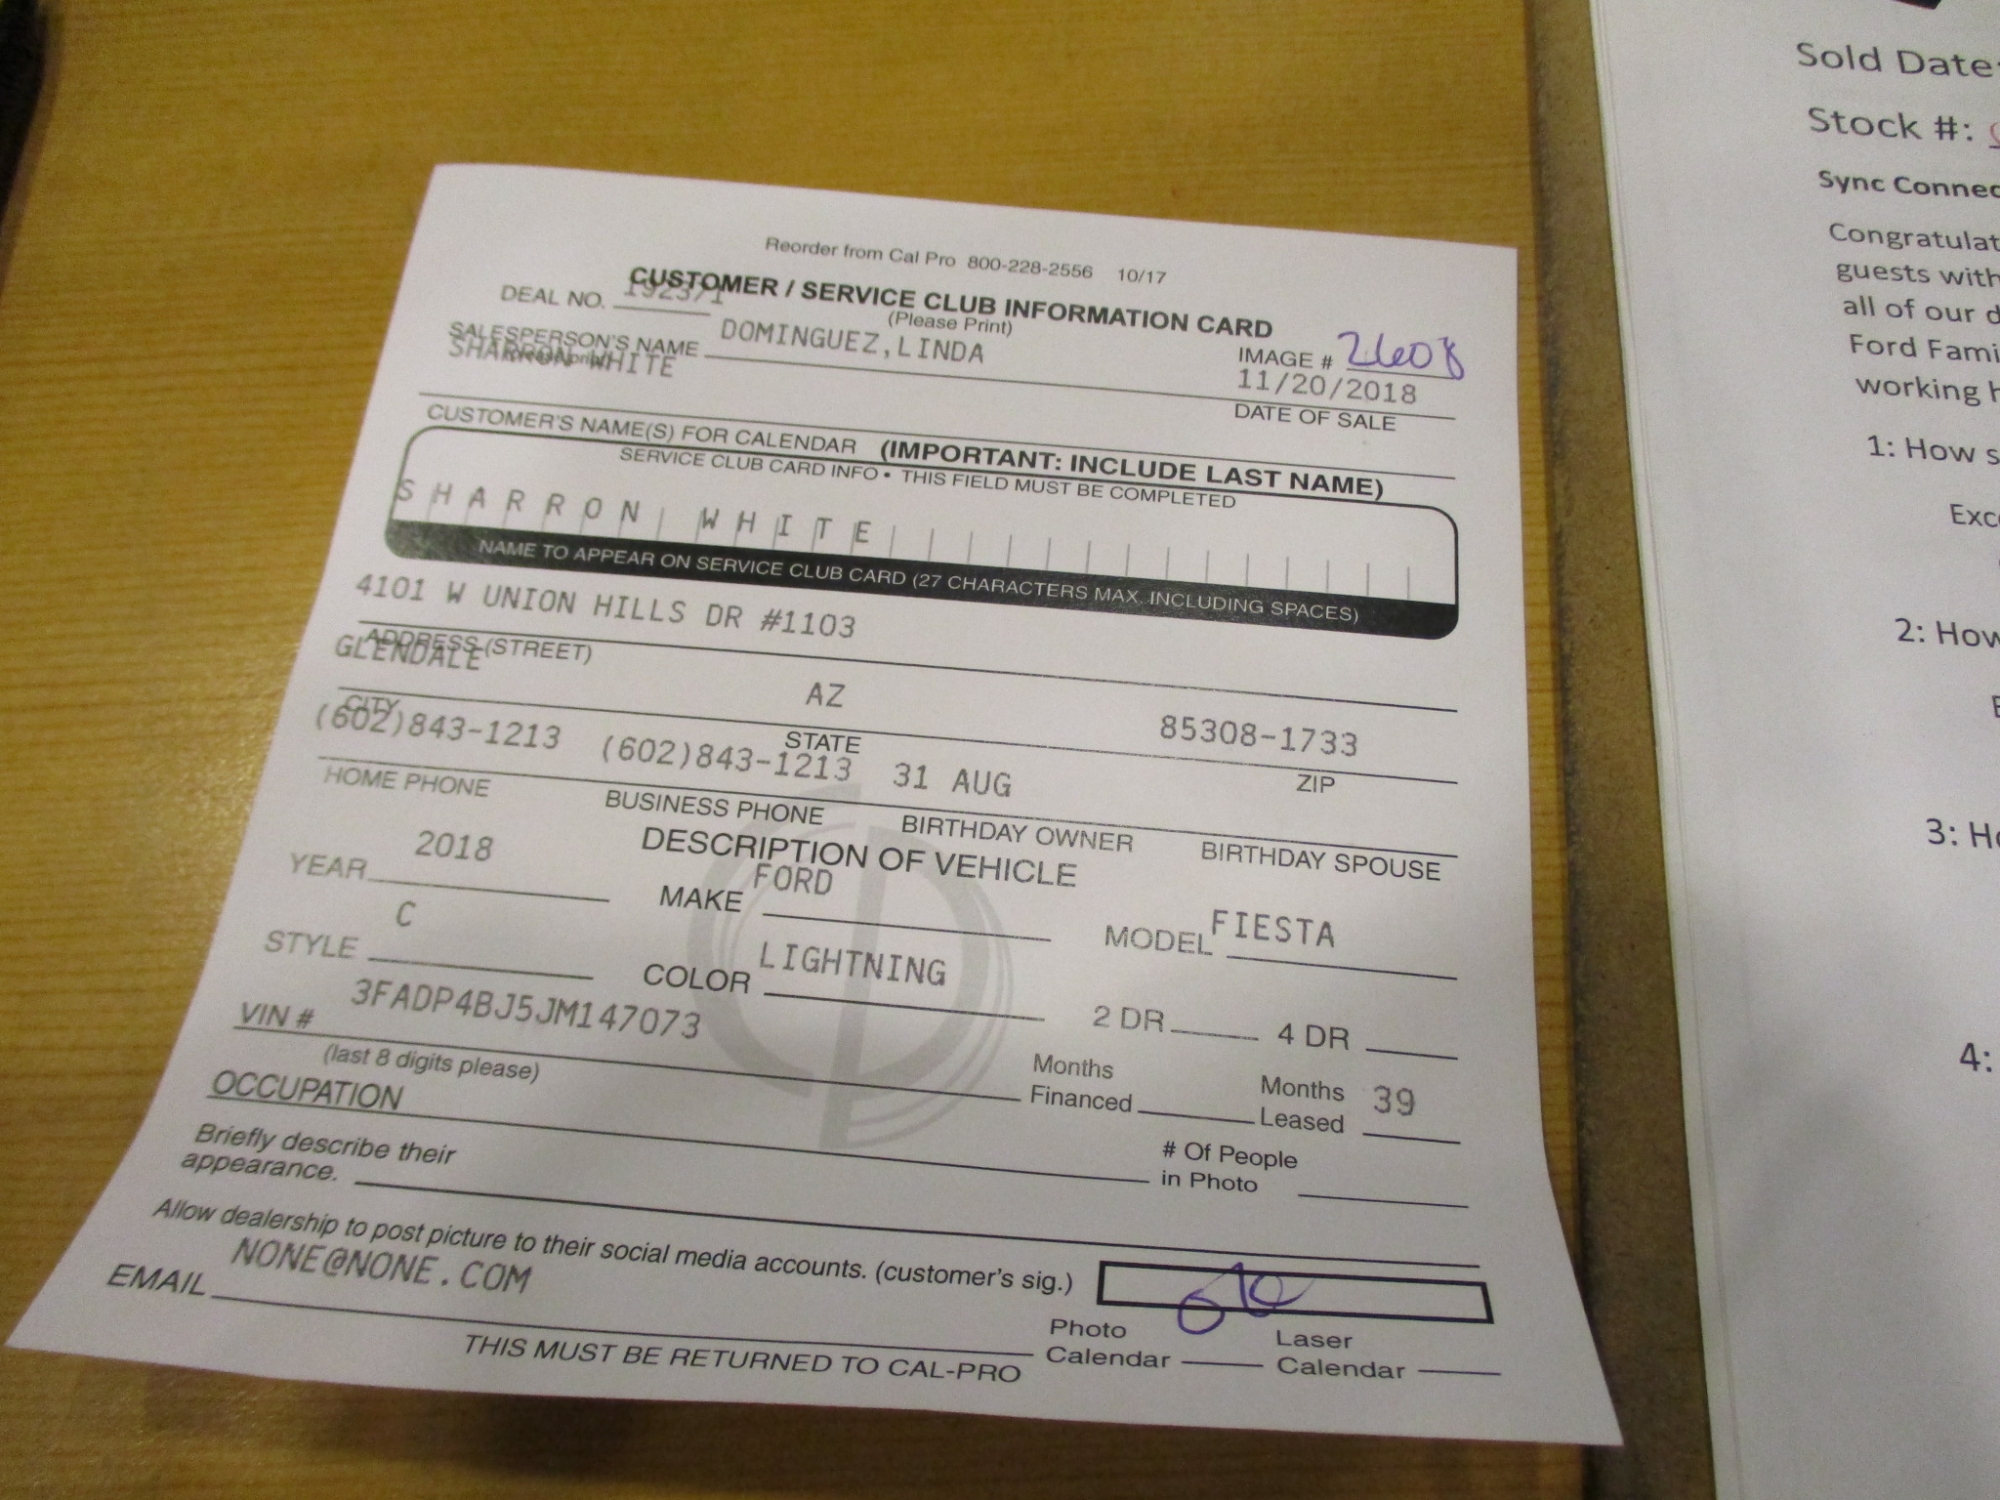 Reorder from Cal Pro 800-228-2556 10/17
CUSTOMER / SERVICE CLUB INFORMATION CARD
(Please Print)
DEAL NO. 192371
SALESPERSON'S NAME DOMINGUEZ,LINDA
IMAGE # 2608
SHARRON WHITE
11/20/2018
DATE OF SALE
CUSTOMER'S NAME(S) FOR CALENDAR (IMPORTANT: INCLUDE LAST NAME)
SERVICE CLUB CARD INFO • THIS FIELD MUST BE COMPLETED
SHARRON WHITE
NAME TO APPEAR ON SERVICE CLUB CARD (27 CHARACTERS MAX. INCLUDING SPACES)
4101 W UNION HILLS DR #1103
ADDRESS (STREET)
GLENDALE AZ 85308-1733
CITY STATE ZIP
(602)843-1213 (602)843-1213 31 AUG
HOME PHONE BUSINESS PHONE BIRTHDAY OWNER BIRTHDAY SPOUSE
DESCRIPTION OF VEHICLE
YEAR 2018 MAKE FORD MODEL FIESTA
STYLE C COLOR LIGHTNING 2 DR 4 DR
VIN # 3FADP4BJ5JM147073
(last 8 digits please)
Months Financed Months Leased 39
OCCUPATION
# Of People in Photo
Briefly describe their
appearance.
Allow dealership to post picture to their social media accounts. (customer's sig.)
EMAIL NONE@NONE.COM
Photo Calendar Laser Calendar
THIS MUST BE RETURNED TO CAL-PRO
Sold Date:
Stock #:
Sync Connec
Congratulat
guests with
all of our d
Ford Fami
working h
1: How s
Exc
2: How
3: Ho
4: